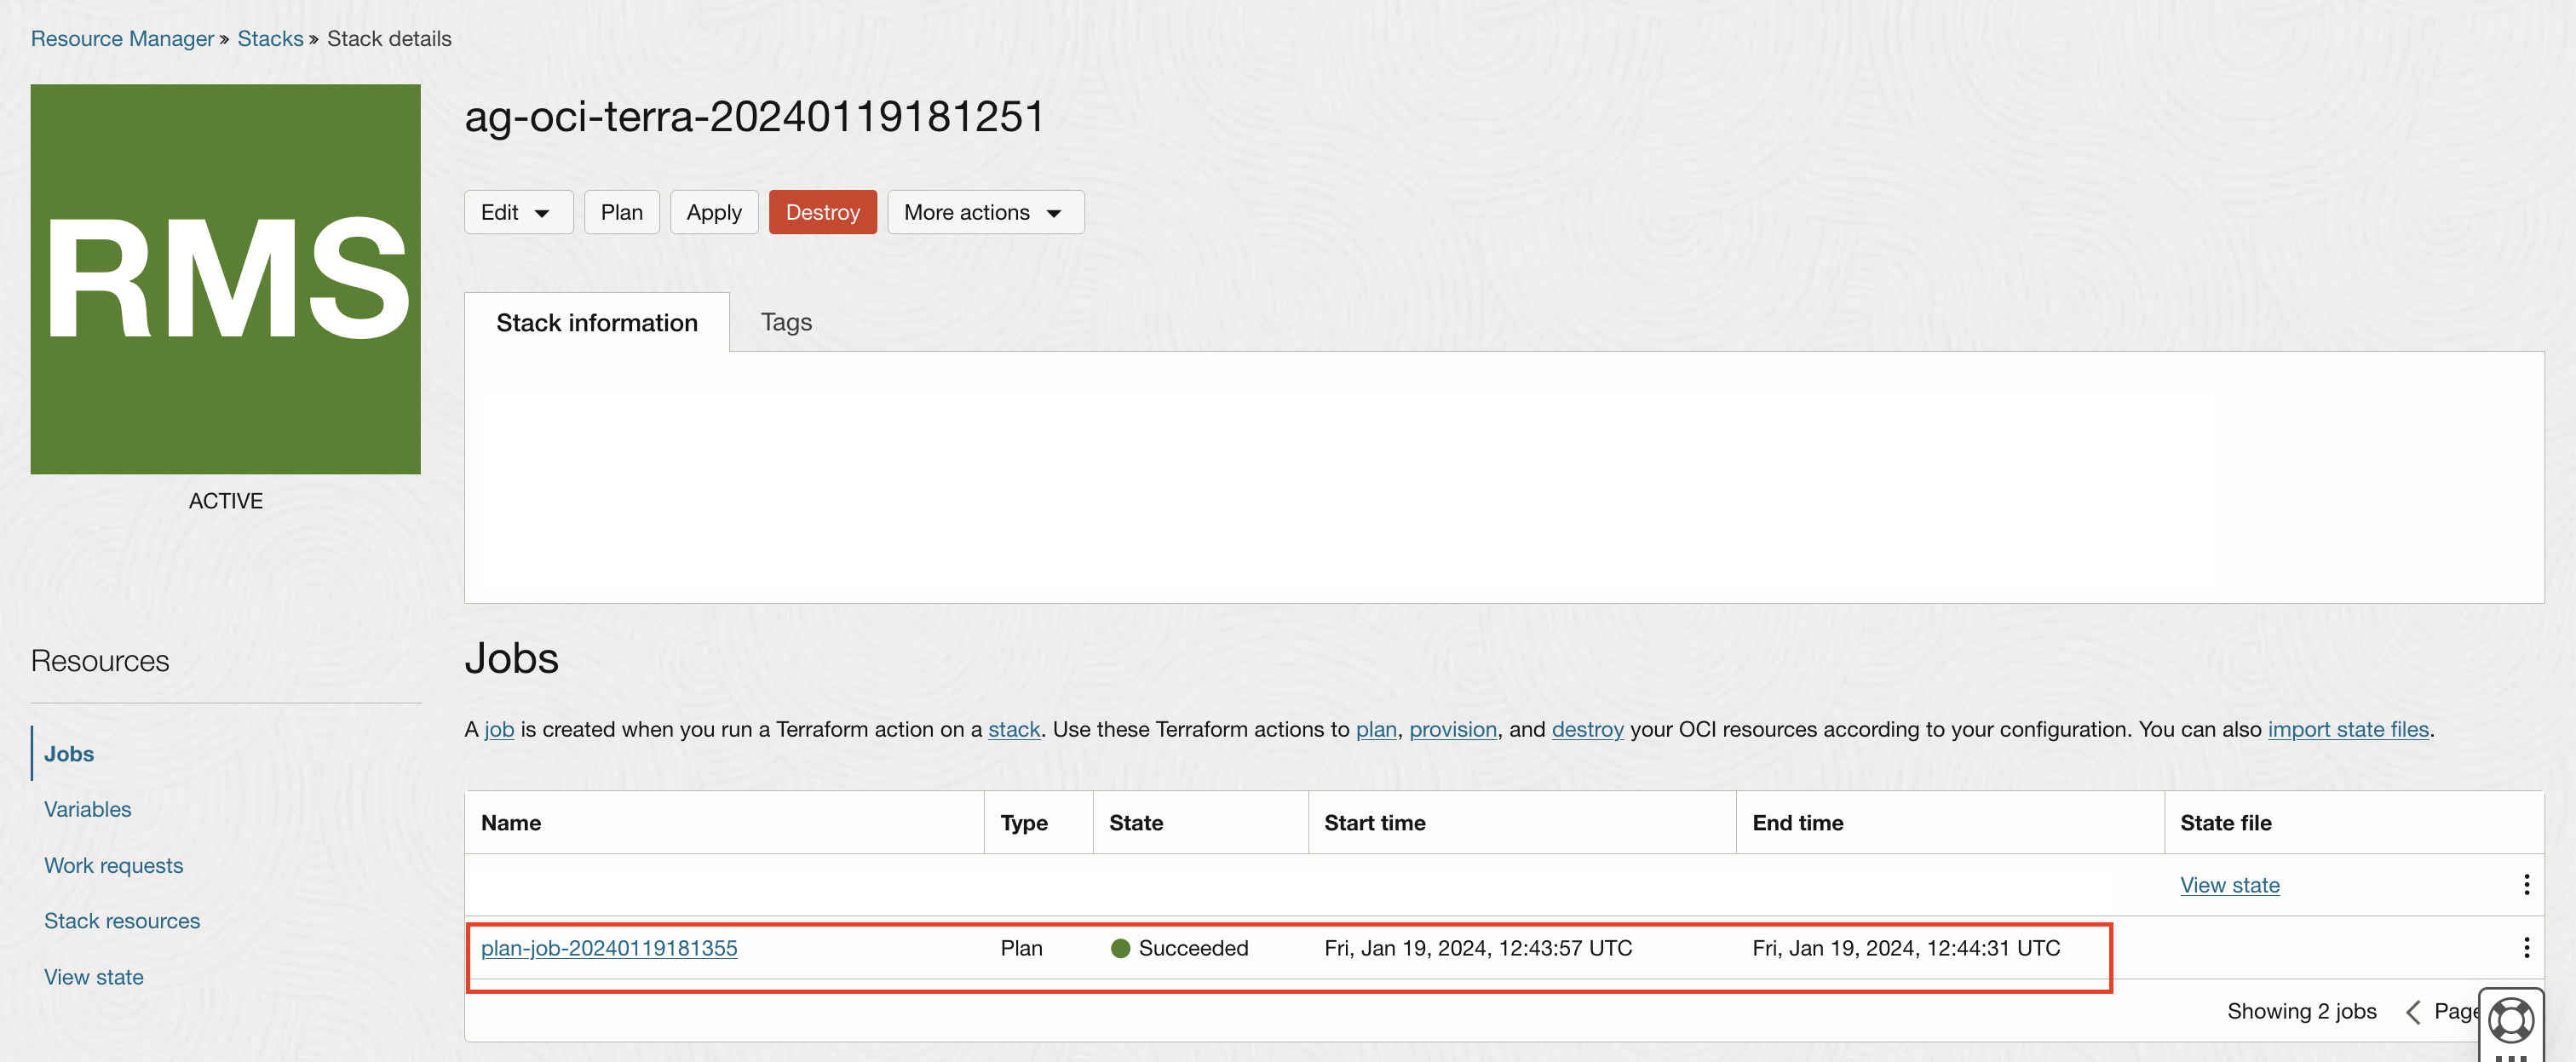 Resource Manager » Stacks » Stack details
RMS
ACTIVE
ag-oci-terra-20240119181251
Edit Plan Apply Destroy More actions
Stack information Tags
Resources
Jobs
Variables
Work requests
Stack resources
View state
Jobs
A job is created when you run a Terraform action on a stack. Use these Terraform actions to plan, provision, and destroy your OCI resources according to your configuration. You can also import state files.
Name Type State Start time End time State file
View state
plan-job-20240119181355 Plan Succeeded Fri, Jan 19, 2024, 12:43:57 UTC Fri, Jan 19, 2024, 12:44:31 UTC
Showing 2 jobs Page